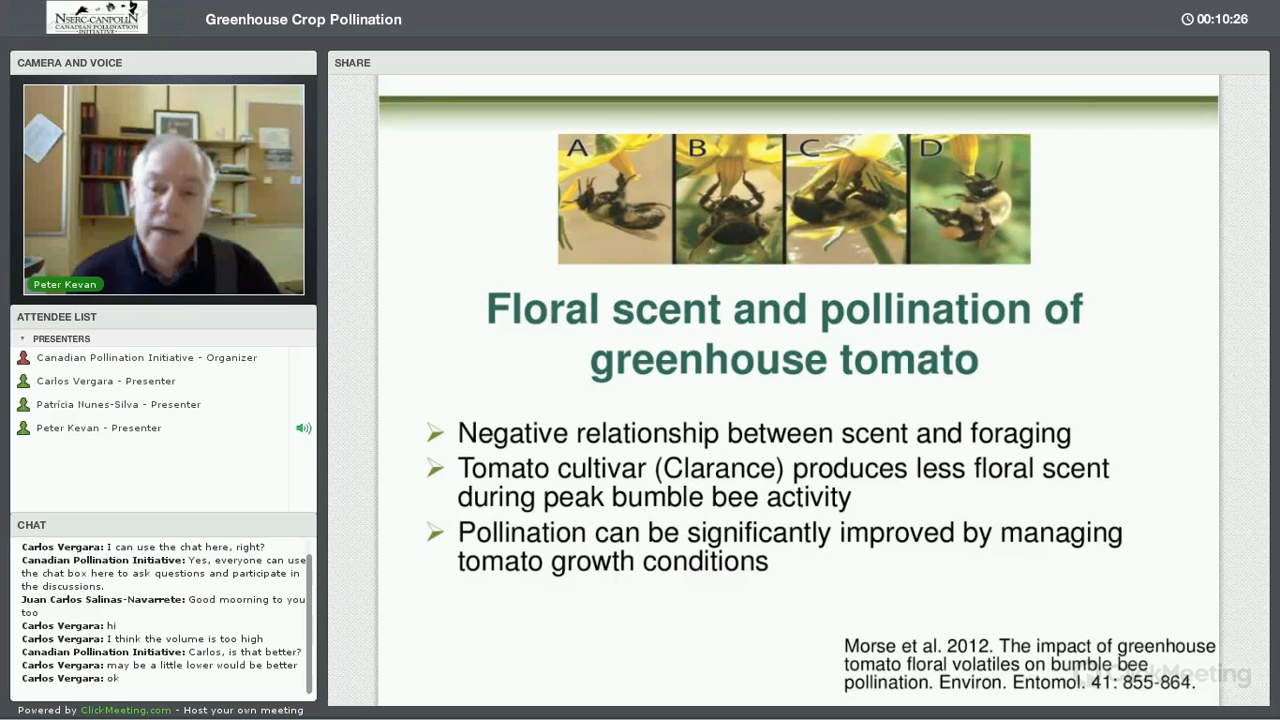 NSERC-CANPOLIN
CANADIAN POLLINATION
INITIATIVE
Greenhouse Crop Pollination
00:10:26
CAMERA AND VOICE
Peter Kevan
ATTENDEE LIST
PRESENTERS
Canadian Pollination Initiative - Organizer
Carlos Vergara - Presenter
Patrícia Nunes-Silva - Presenter
Peter Kevan - Presenter
CHAT
Carlos Vergara: I can use the chat here, right?
Canadian Pollination Initiative: Yes, everyone can use
the chat box here to ask questions and participate in
the discussions.
Juan Carlos Salinas-Navarrete: Good moorning to you
too
Carlos Vergara: hi
Carlos Vergara: I think the volume is too high
Canadian Pollination Initiative: Carlos, is that better?
Carlos Vergara: may be a little lower would be better
Carlos Vergara: ok
Powered by ClickMeeting.com - Host your own meeting
SHARE
A B C D
Floral scent and pollination of
greenhouse tomato
Negative relationship between scent and foraging
Tomato cultivar (Clarance) produces less floral scent
during peak bumble bee activity
Pollination can be significantly improved by managing
tomato growth conditions
Morse et al. 2012. The impact of greenhouse
tomato floral volatiles on bumble bee
pollination. Environ. Entomol. 41: 855-864.
ClickMeeting